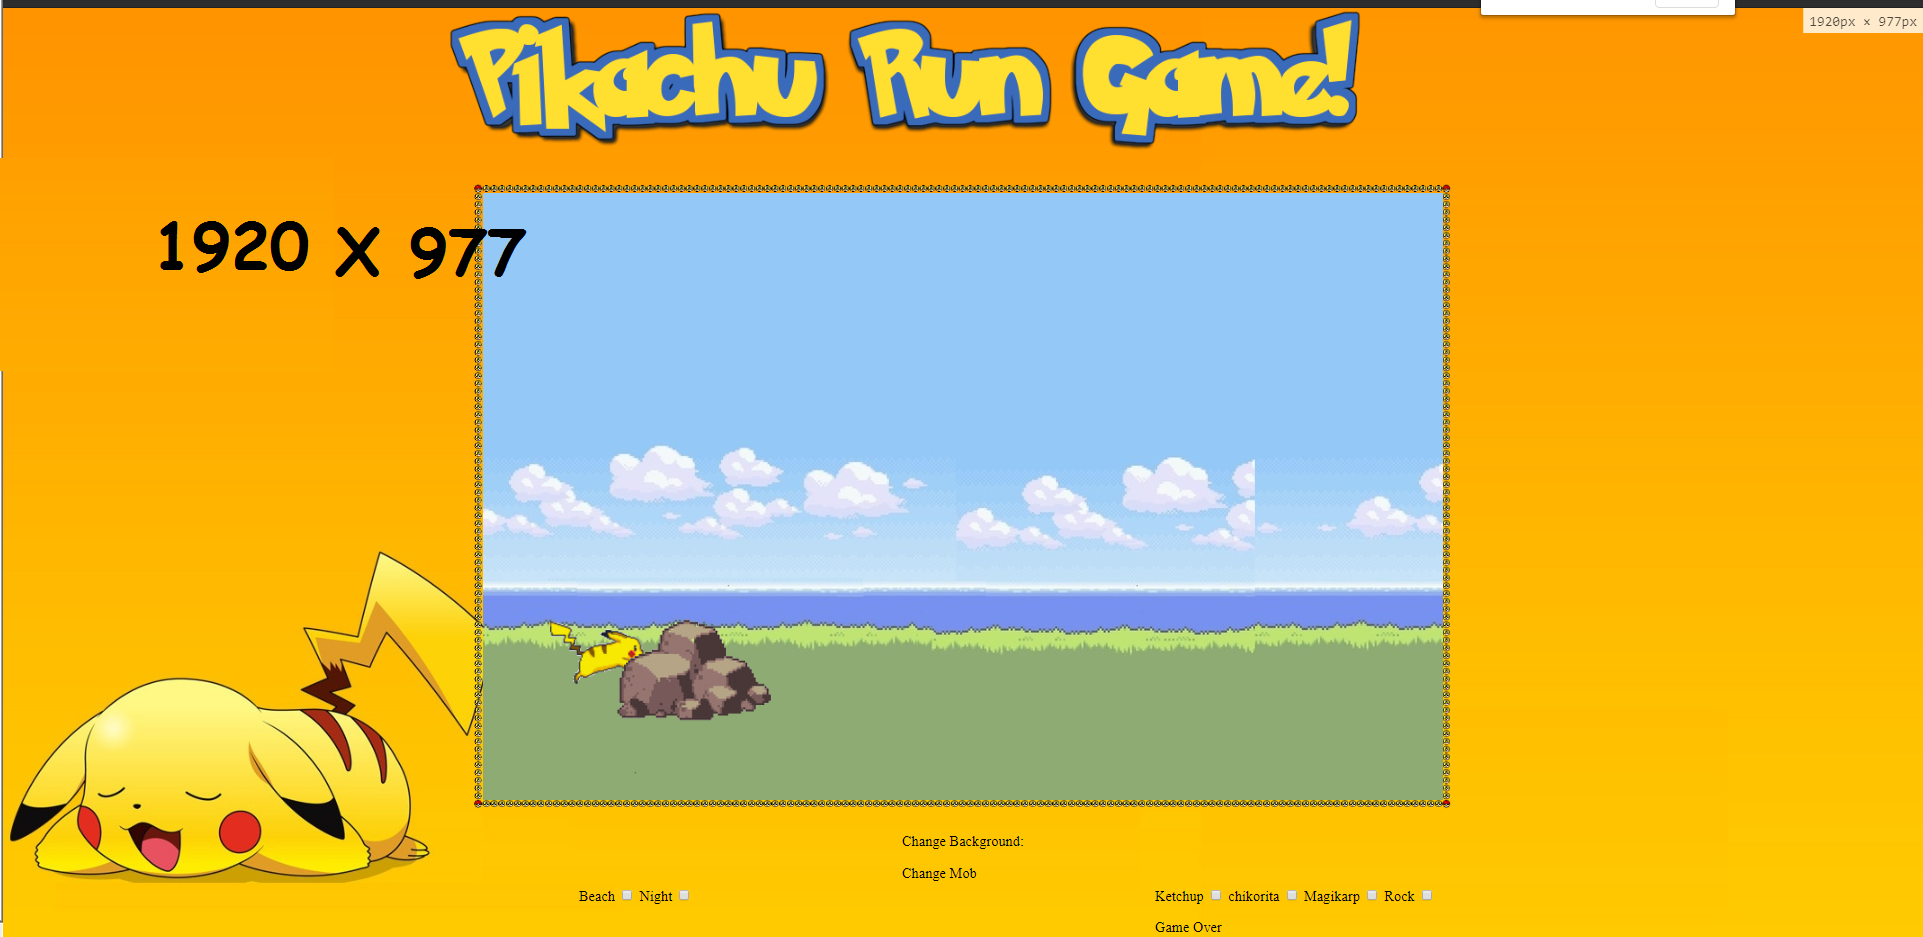 1920px × 977px
Pikachu Run Game!
1920 X 977
Change Background:
Change Mob
Beach Night Ketchup chikorita Magikarp Rock
Game Over